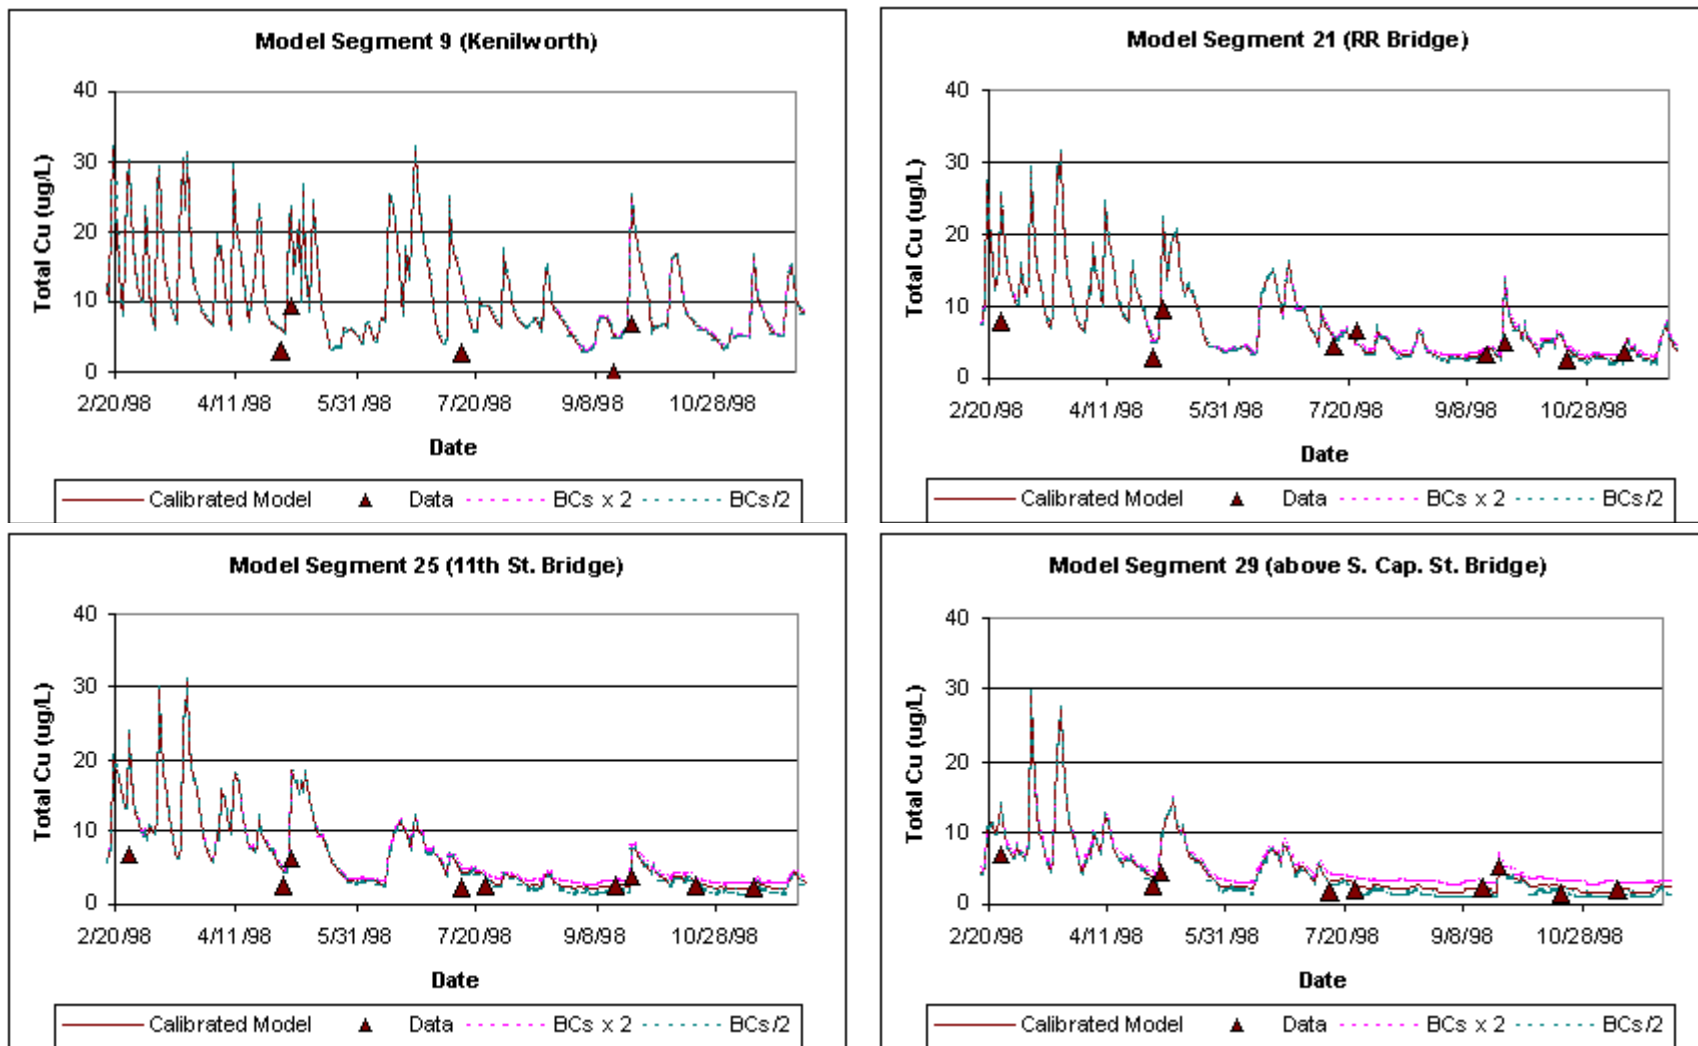 Model Segment 9 (Kenilworth)
Total Cu (ug/L)
40
30
20
10
0
2/20/98 4/11/98 5/31/98 7/20/98 9/8/98 10/28/98
Date
Calibrated Model Data BCs x 2 BCs/2
Model Segment 21 (RR Bridge)
Total Cu (ug/L)
40
30
20
10
0
2/20/98 4/11/98 5/31/98 7/20/98 9/8/98 10/28/98
Date
Calibrated Model Data BCs x 2 BCs/2
Model Segment 25 (11th St. Bridge)
Total Cu (ug/L)
40
30
20
10
0
2/20/98 4/11/98 5/31/98 7/20/98 9/8/98 10/28/98
Date
Calibrated Model Data BCs x 2 BCs/2
Model Segment 29 (above S. Cap. St. Bridge)
Total Cu (ug/L)
40
30
20
10
0
2/20/98 4/11/98 5/31/98 7/20/98 9/8/98 10/28/98
Date
Calibrated Model Data BCs x 2 BCs/2